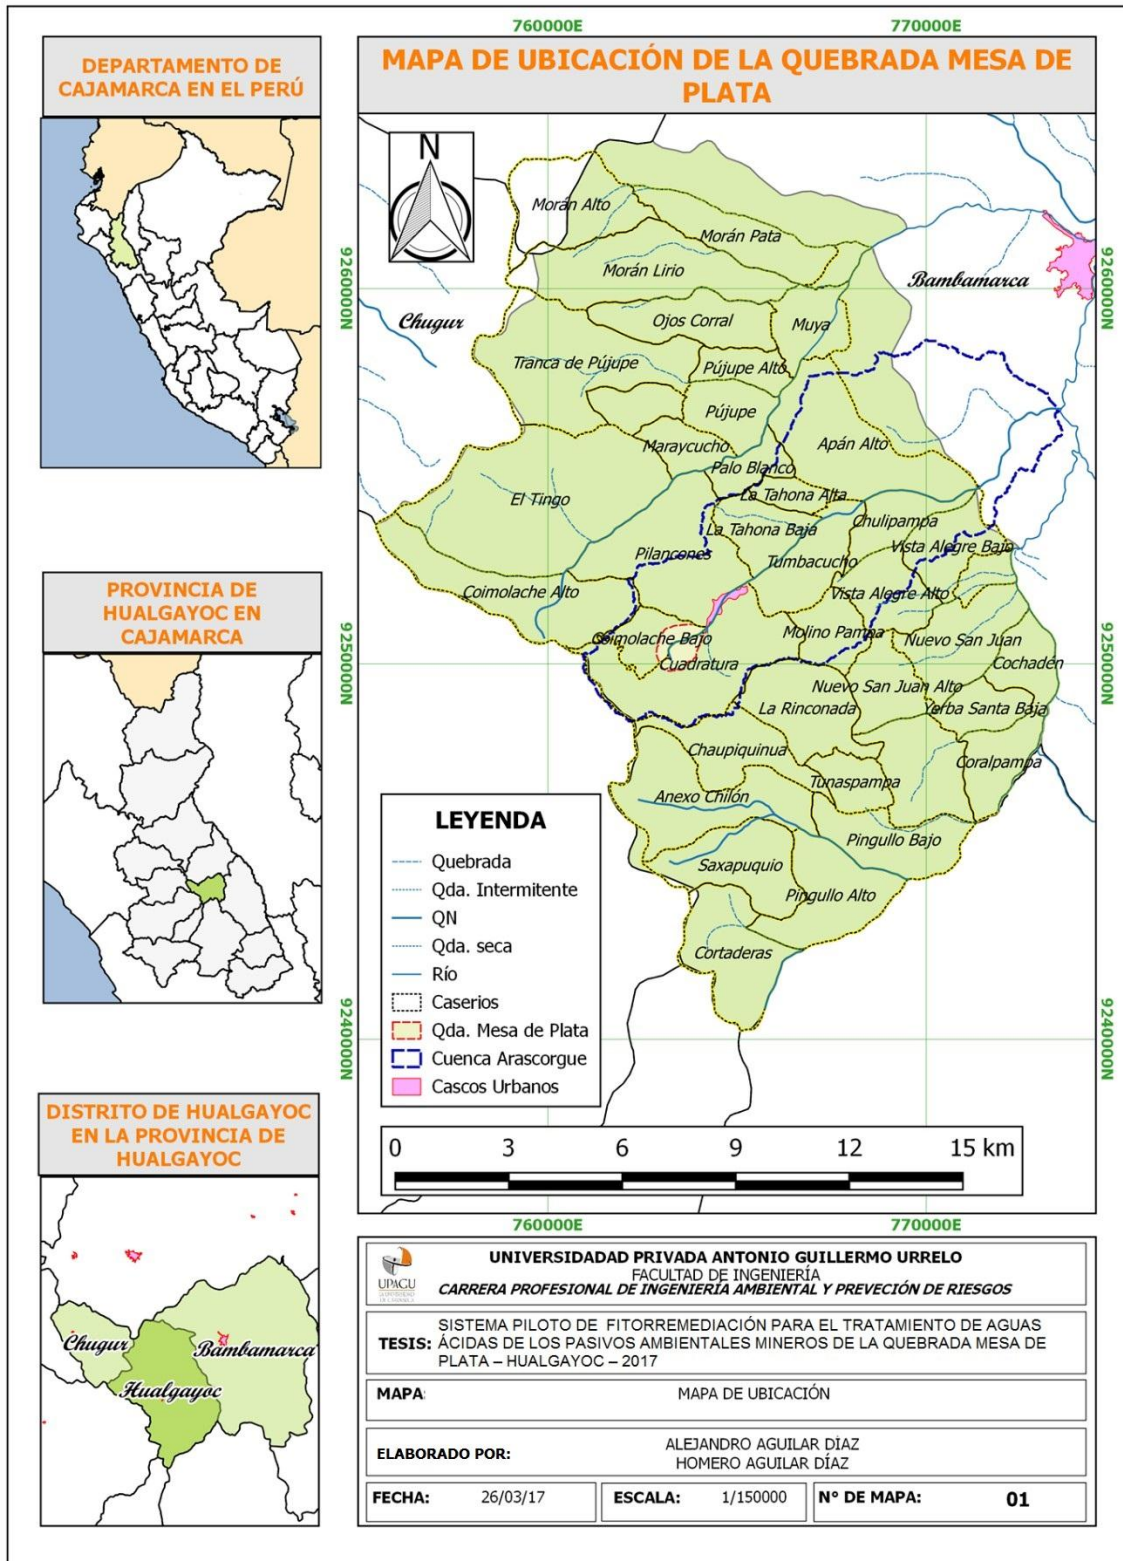 DEPARTAMENTO DE
CAJAMARCA EN EL PERÚ
PROVINCIA DE
HUALGAYOC EN
CAJAMARCA
DISTRITO DE HUALGAYOC
EN LA PROVINCIA DE
HUALGAYOC
Chugur
Bambamarca
Hualgayoc
760000E
770000E
MAPA DE UBICACIÓN DE LA QUEBRADA MESA DE
PLATA
N
9260000N
9260000N
9250000N
9250000N
9240000N
9240000N
Morán Alto
Morán Pata
Morán Lirio
Bambamarca
Chugur
Ojos Corral
Muya
Tranca de Pújupe
Pújupe Alto
Pújupe
Maraycucho
Apán Alto
Palo Blanco
El Tingo
La Tahona Alta
La Tahona Baja
Chulipampa
Pilancones
Vista Alegre Bajo
Tumbacucho
Coimolache Alto
Vista Alegre Alto
Coimolache Bajo
Molino Pampa
Nuevo San Juan
Cuadratura
Cochadén
Nuevo San Juan Alto
La Rinconada
Yerba Santa Baja
Chaupiquinua
Coralpampa
Tunaspampa
Anexo Chilón
Pingullo Bajo
Saxapuquio
Pingullo Alto
Cortaderas
LEYENDA
Quebrada
Qda. Intermitente
QN
Qda. seca
Río
Caserios
Qda. Mesa de Plata
Cuenca Arascorgue
Cascos Urbanos
0 3 6 9 12 15 km
760000E
770000E
UPAGU
UNIVERSIDADAD PRIVADA ANTONIO GUILLERMO URRELO
FACULTAD DE INGENIERÍA
CARRERA PROFESIONAL DE INGENIERÍA AMBIENTAL Y PREVECIÓN DE RIESGOS
TESIS: SISTEMA PILOTO DE FITORREMEDIACIÓN PARA EL TRATAMIENTO DE AGUAS
ÁCIDAS DE LOS PASIVOS AMBIENTALES MINEROS DE LA QUEBRADA MESA DE
PLATA – HUALGAYOC – 2017
MAPA: MAPA DE UBICACIÓN
ELABORADO POR: ALEJANDRO AGUILAR DÍAZ
HOMERO AGUILAR DÍAZ
FECHA: 26/03/17 ESCALA: 1/150000 Nº DE MAPA: 01